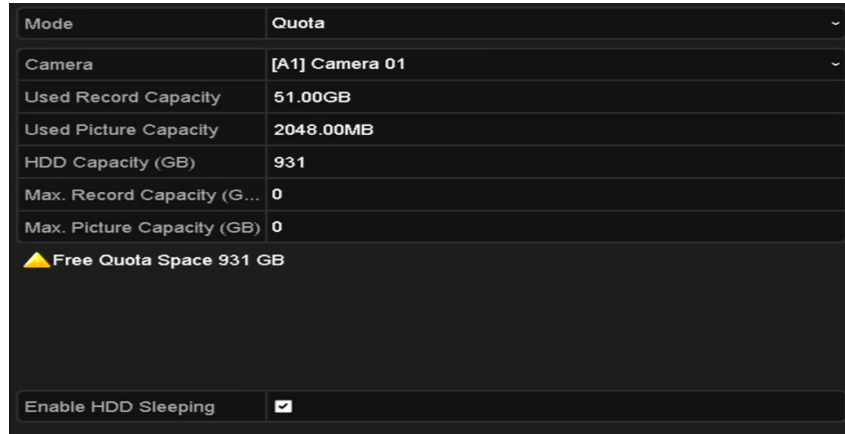 Mode Quota
Camera [A1] Camera 01
Used Record Capacity 51.00GB
Used Picture Capacity 2048.00MB
HDD Capacity (GB) 931
Max. Record Capacity (G... 0
Max. Picture Capacity (GB) 0
Free Quota Space 931 GB
Enable HDD Sleeping